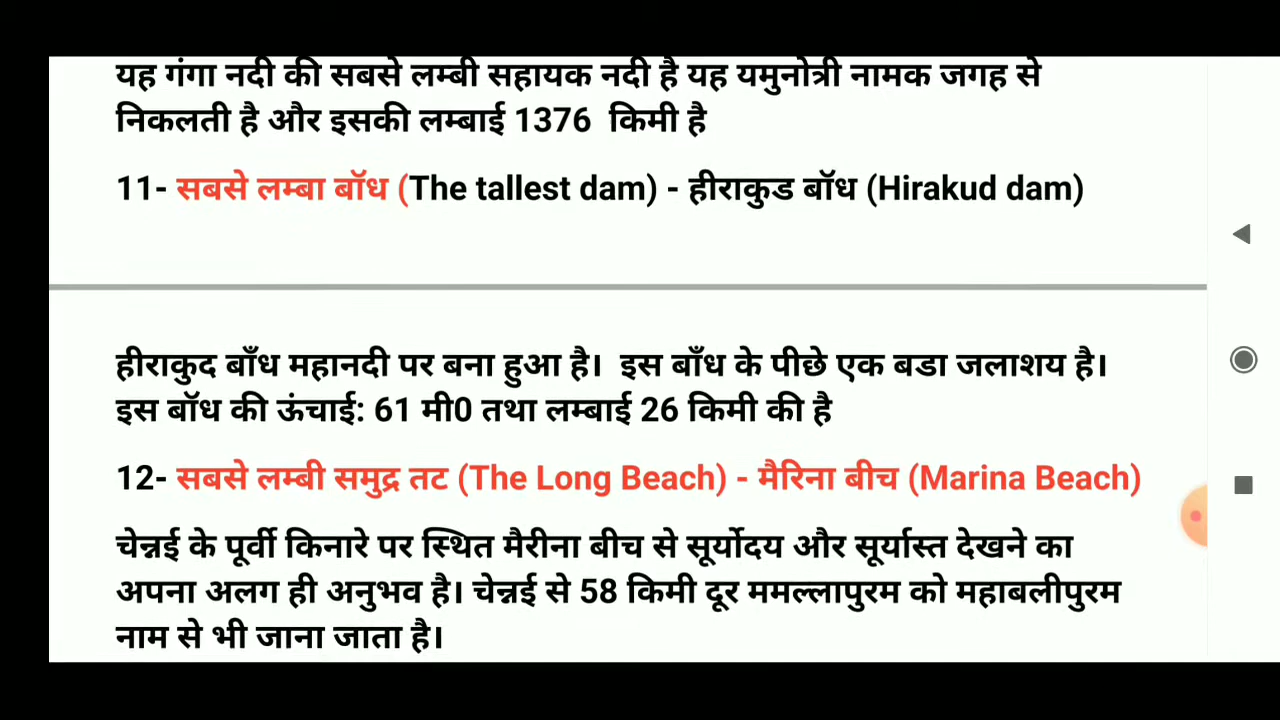 यह गंगा नदी की सबसे लम्बी सहायक नदी है यह यमुनोत्री नामक जगह से
निकलती है और इसकी लम्बाई 1376 किमी है
11- सबसे लम्बा बॉध (The tallest dam) - हीराकुड बॉध (Hirakud dam)
हीराकुद बाँध महानदी पर बना हुआ है। इस बाँध के पीछे एक बडा जलाशय है।
इस बॉध की ऊंचाई: 61 मी0 तथा लम्बाई 26 किमी की है
12- सबसे लम्बी समुद्र तट (The Long Beach) - मैरिना बीच (Marina Beach)
चेन्नई के पूर्वी किनारे पर स्थित मैरीना बीच से सूर्योदय और सूर्यास्त देखने का
अपना अलग ही अनुभव है। चेन्नई से 58 किमी दूर ममल्लापुरम को महाबलीपुरम
नाम से भी जाना जाता है।